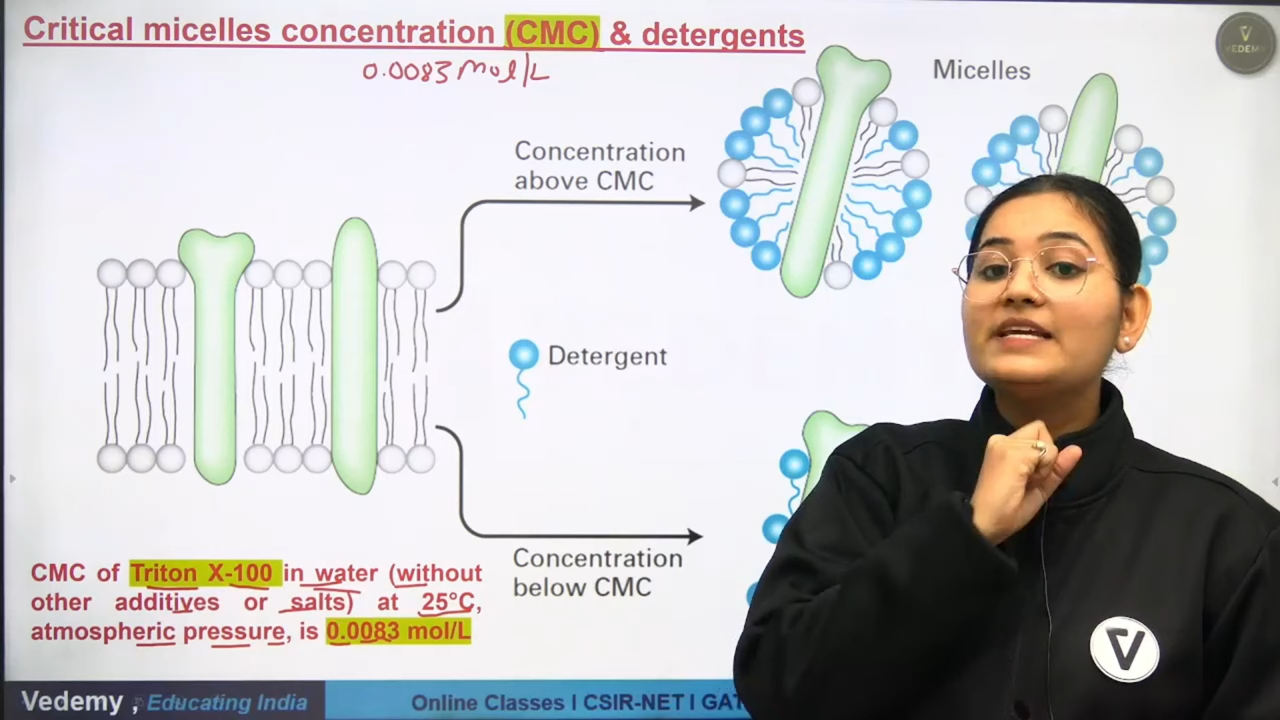 Critical micelles concentration (CMC) & detergents
0.0083 mol/L
Micelles
VEDEMY
Concentration
above CMC
Detergent
Concentration
below CMC
CMC of Triton X-100 in water (without
other additives or salts) at 25°C,
atmospheric pressure, is 0.0083 mol/L
Vedemy , Educating India
Online Classes I CSIR-NET I GAT